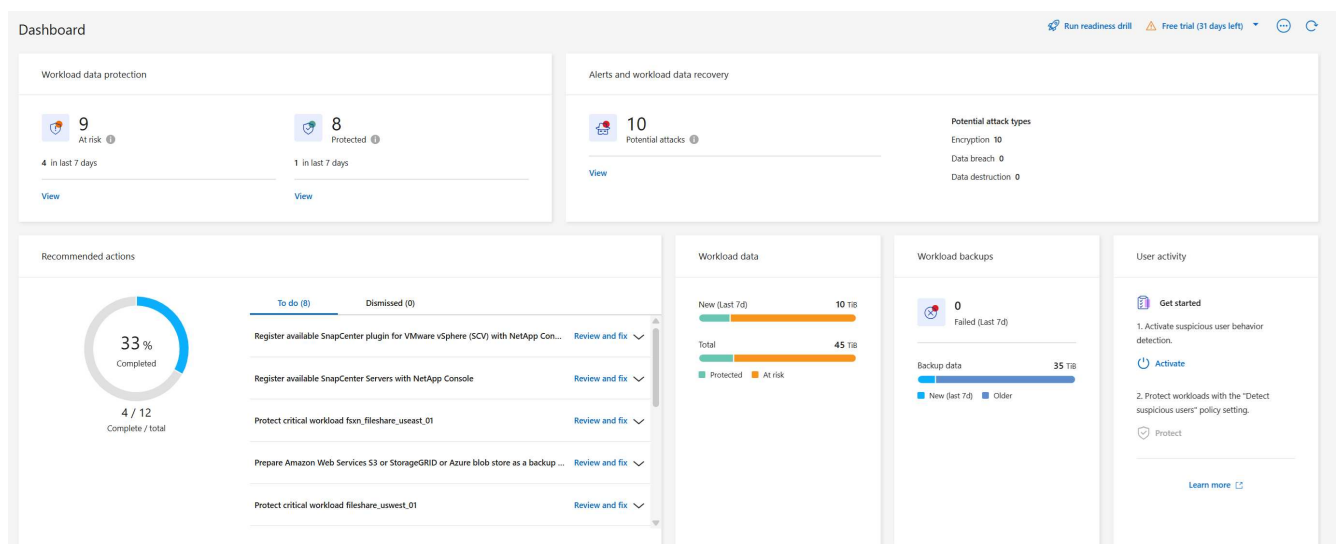 Dashboard
Run readiness drill
Free trial (31 days left)
Workload data protection
9
At risk
4 in last 7 days
View
8
Protected
1 in last 7 days
View
Alerts and workload data recovery
10
Potential attacks
View
Potential attack types
Encryption 10
Data breach 0
Data destruction 0
Recommended actions
33 %
Completed
4 / 12
Complete / total
To do (8)
Dismissed (0)
Register available SnapCenter plugin for VMware vSphere (SCV) with NetApp Con... Review and fix
Register available SnapCenter Servers with NetApp Console Review and fix
Protect critical workload fsxn_fileshare_useast_01 Review and fix
Prepare Amazon Web Services S3 or StorageGRID or Azure blob store as a backup ... Review and fix
Protect critical workload fileshare_uswest_01 Review and fix
Workload data
New (Last 7d) 10 TiB
Total 45 TiB
Protected At risk
Workload backups
0
Failed (Last 7d)
Backup data 35 TiB
New (last 7d) Older
User activity
Get started
1. Activate suspicious user behavior
detection.
Activate
2. Protect workloads with the "Detect
suspicious users" policy setting.
Protect
Learn more